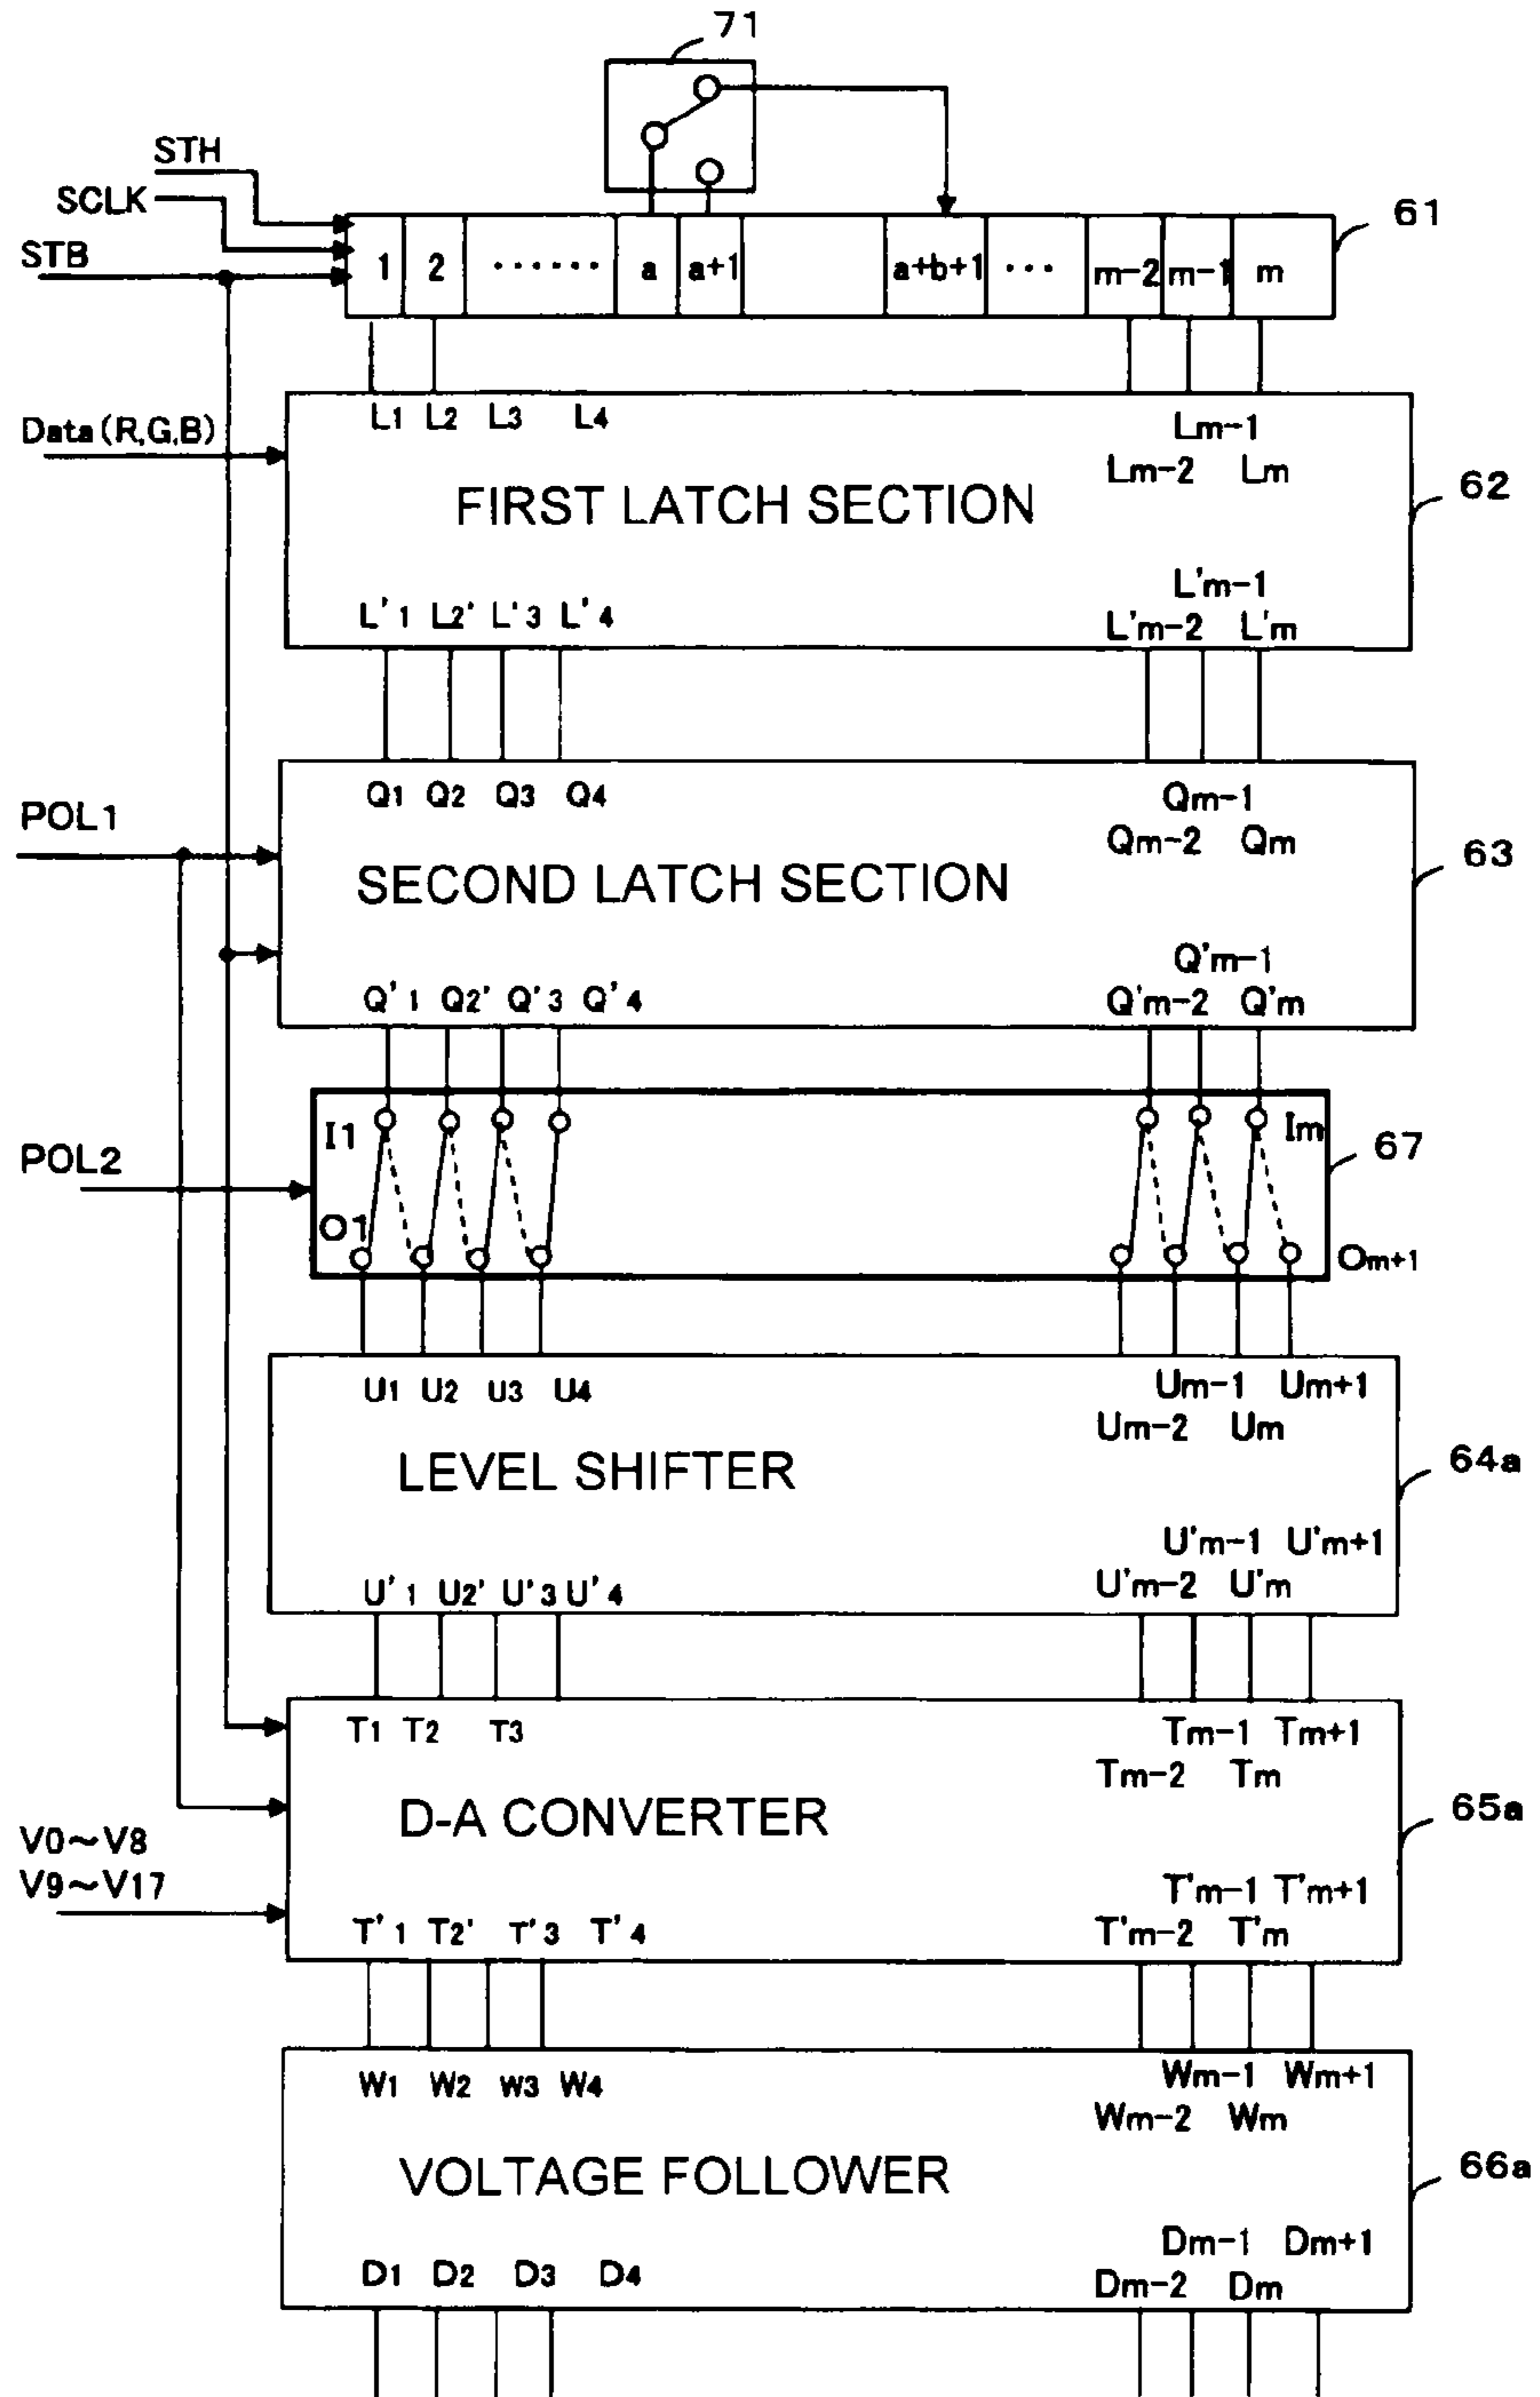 71
STH
SCLK
STB
1 2 ...... a a+1 a+b+1 ... m-2 m-1 m
61
Data(R,G,B)
L1 L2 L3 L4 Lm-1
Lm-2 Lm
FIRST LATCH SECTION
62
L'm-1
L'1 L2' L'3 L'4 L'm-2 L'm
POL1
Q1 Q2 Q3 Q4 Qm-1
Qm-2 Qm
SECOND LATCH SECTION
63
Q'm-1
Q'1 Q2' Q'3 Q'4 Q'm-2 Q'm
POL2
I1 Im
67
O1 Om+1
U1 U2 U3 U4 Um-1 Um+1
Um-2 Um
LEVEL SHIFTER
64a
U'm-1 U'm+1
U'1 U2' U'3 U'4 U'm-2 U'm
T1 T2 T3 Tm-1 Tm+1
Tm-2 Tm
D-A CONVERTER
65a
V0~V8
V9~V17
T'm-1 T'm+1
T'1 T2' T'3 T'4 T'm-2 T'm
W1 W2 W3 W4 Wm-1 Wm+1
Wm-2 Wm
VOLTAGE FOLLOWER
66a
Dm-1 Dm+1
D1 D2 D3 D4 Dm-2 Dm